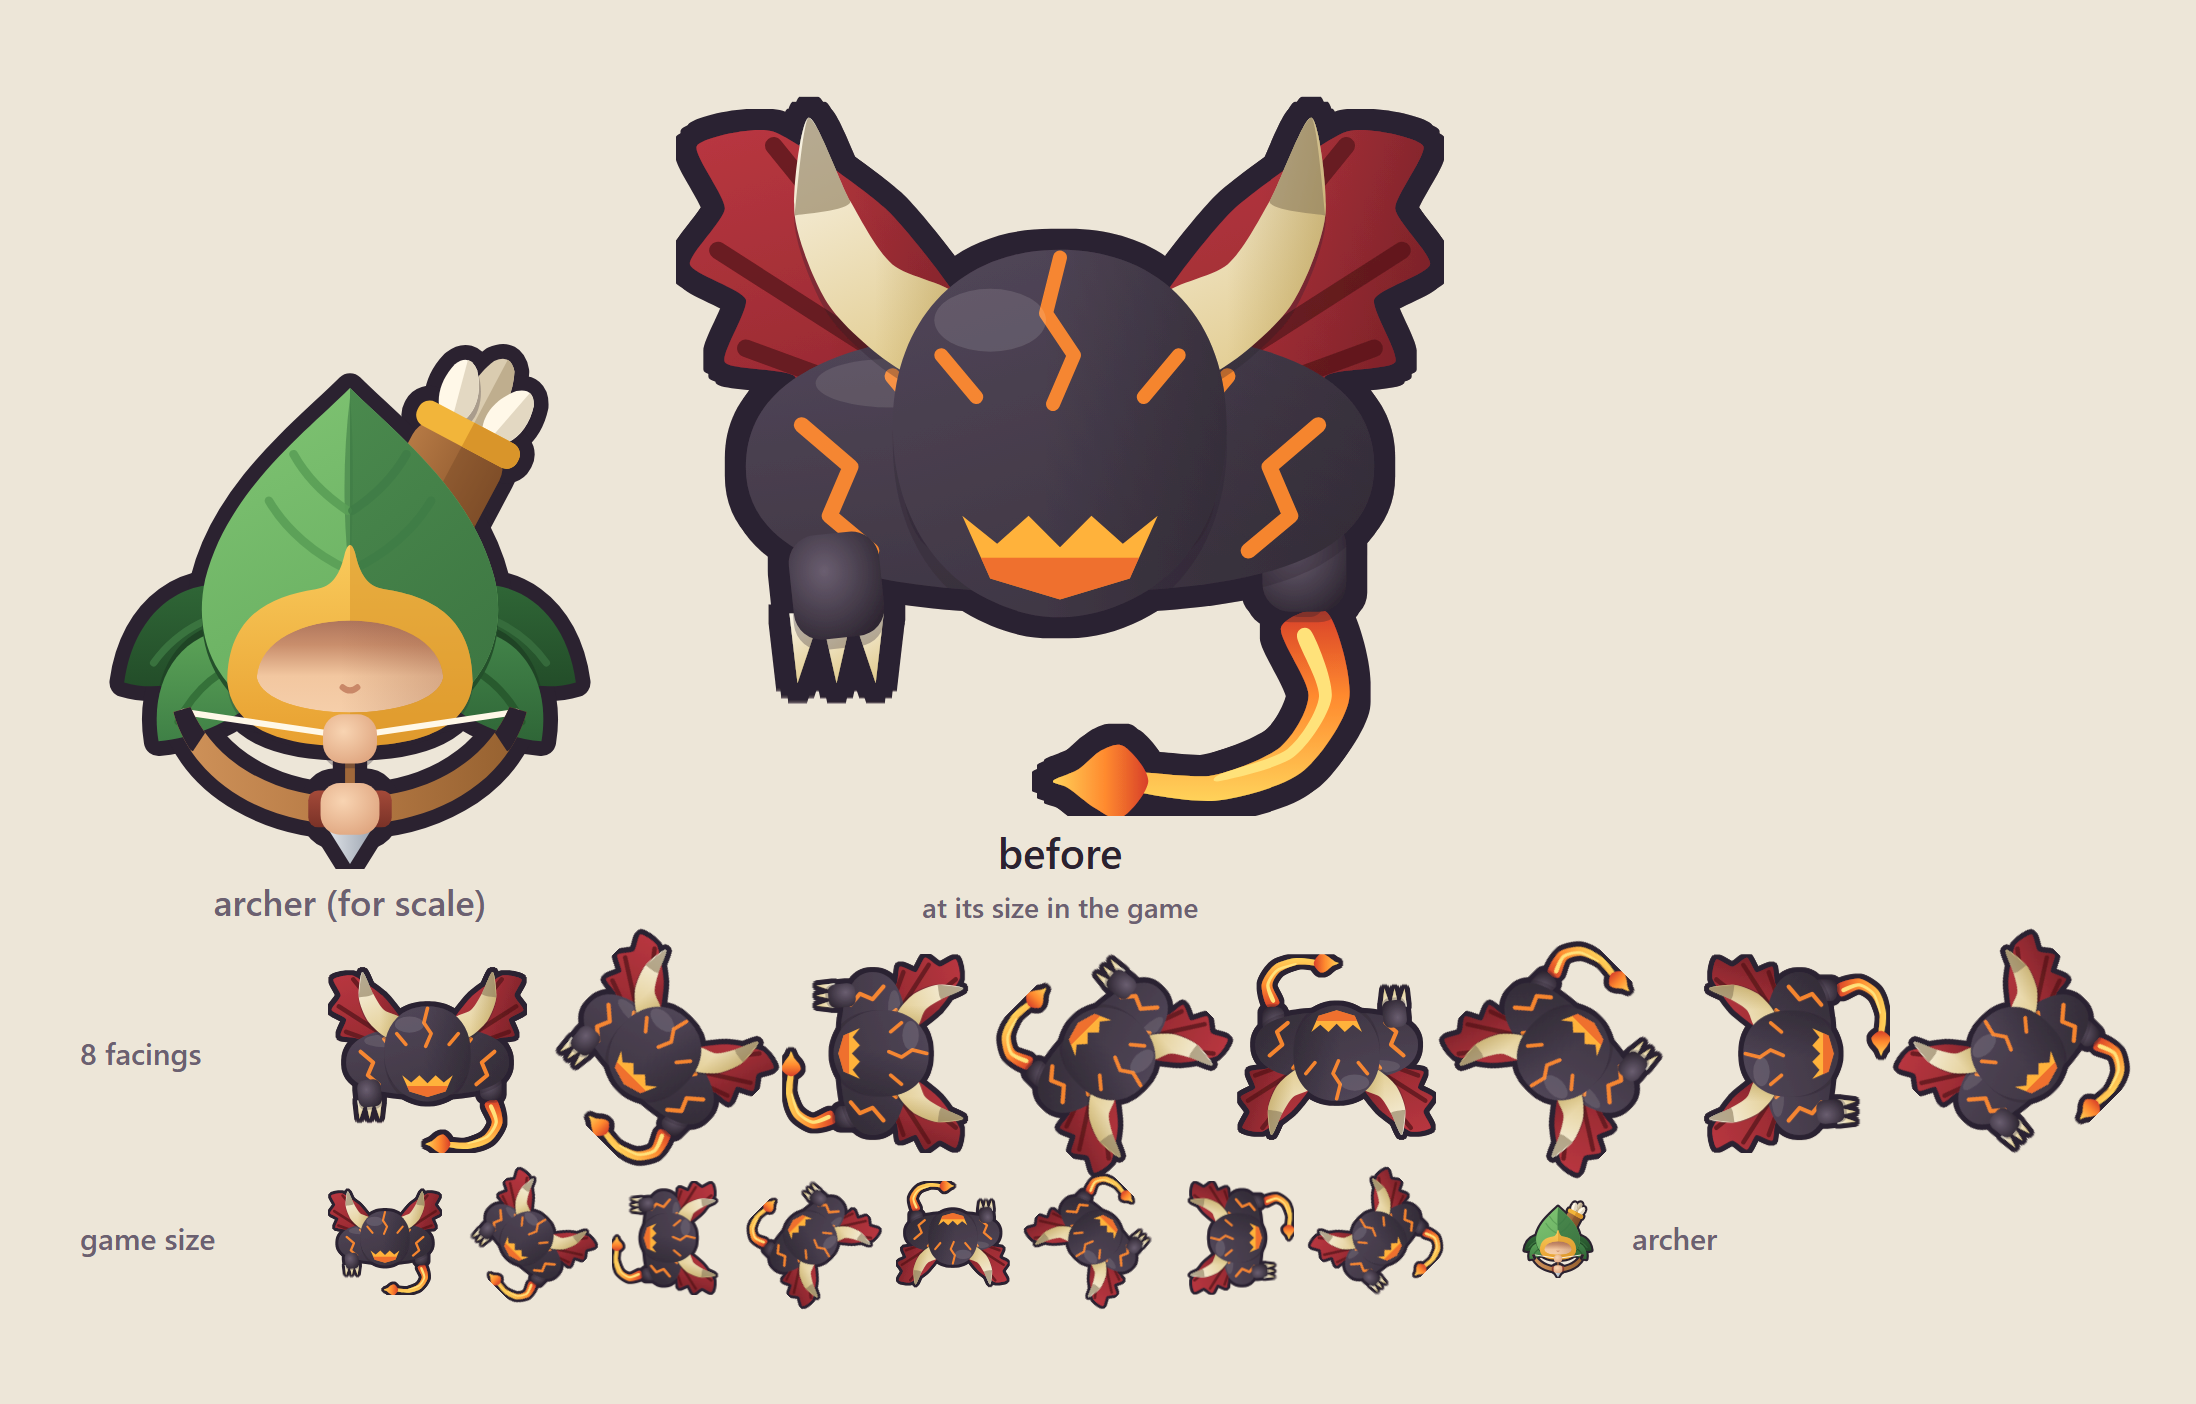 before
archer (for scale)
at its size in the game
8 facings
game size
archer